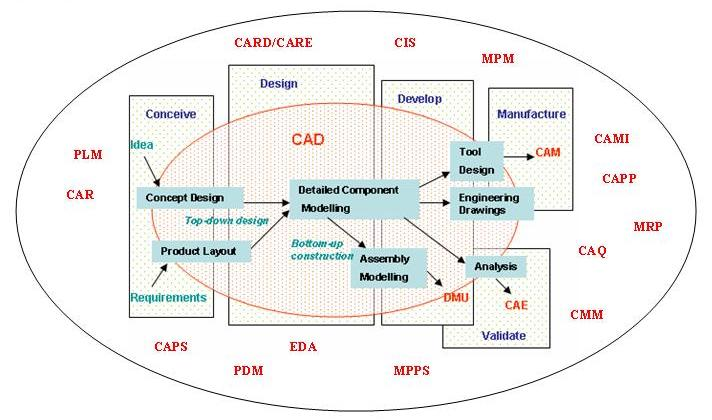 CARD/CARE
CIS
MPM
Design
Develop
Manufacture
Conceive
CAD
CAMI
Idea
Tool
Design
CAM
PLM
CAPP
CAR
Concept Design
Detailed Component
Modelling
Engineering
Drawings
Top-down design
MRP
Product Layout
Bottom-up
construction
Assembly
Modelling
Analysis
CAQ
Requirements
DMU
CAE
CMM
Validate
CAPS
EDA
PDM
MPPS